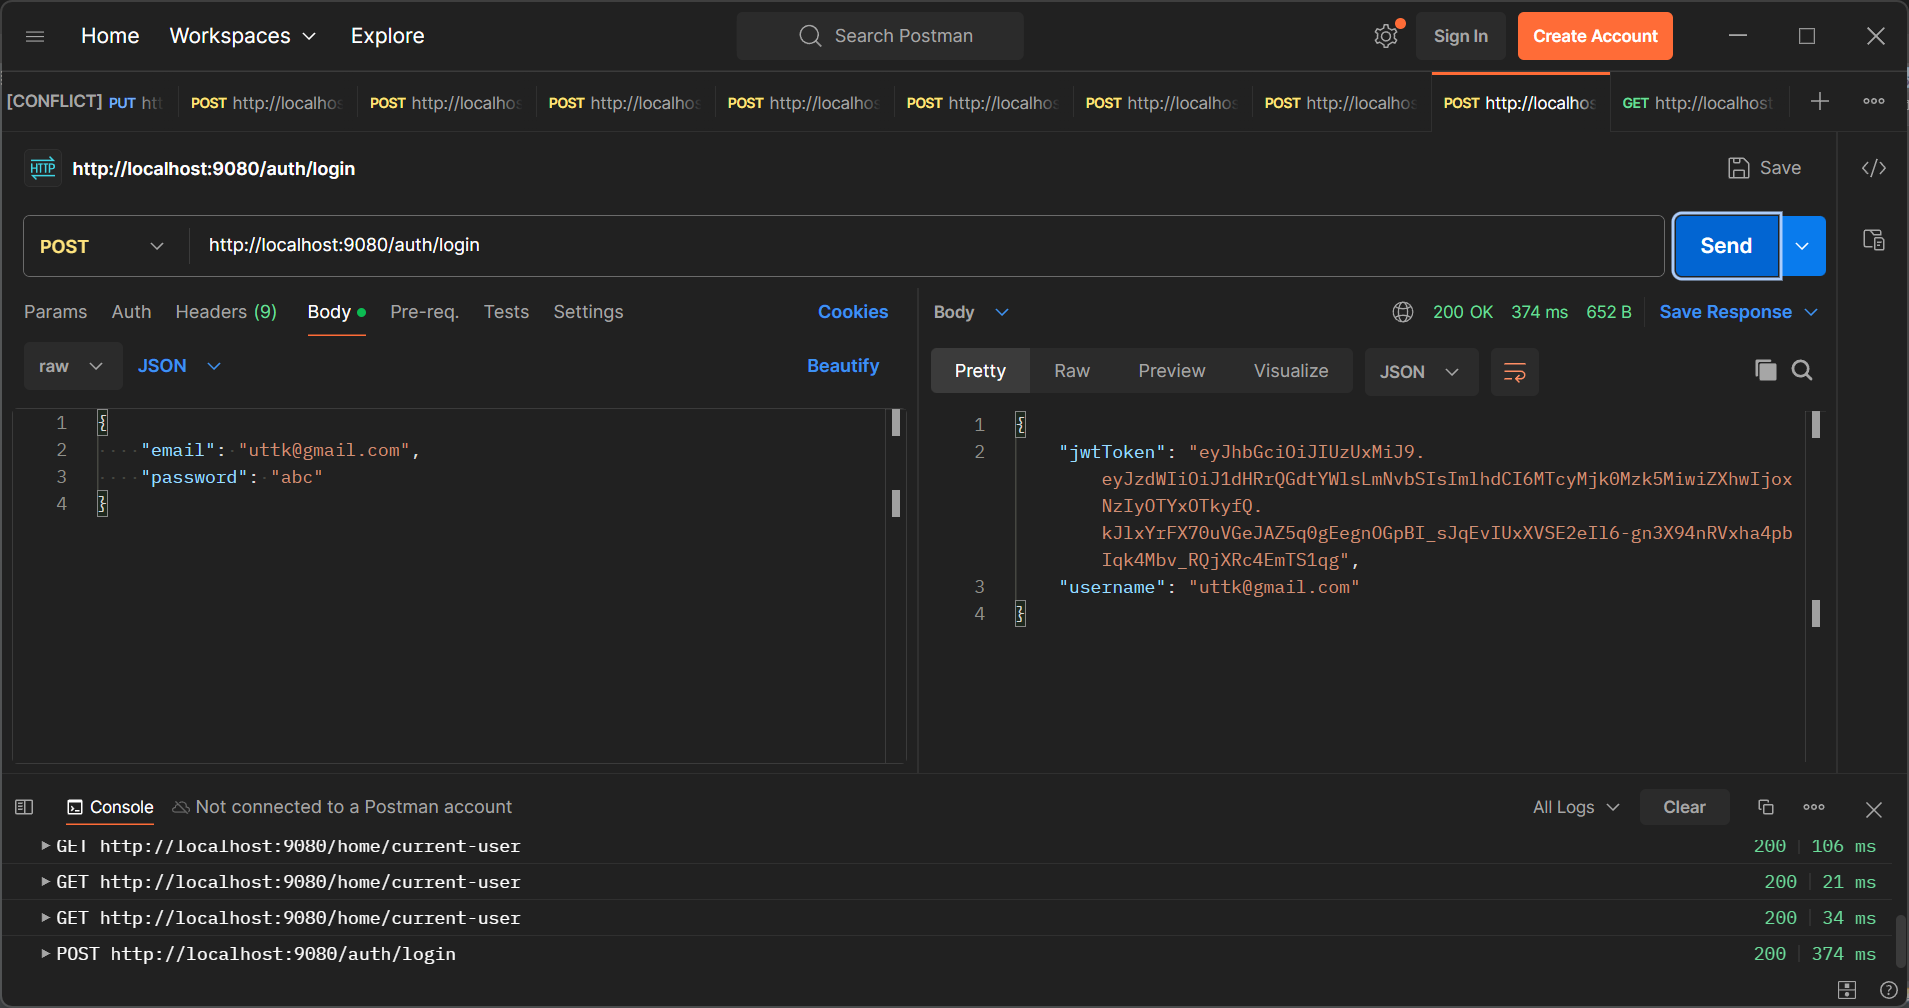 Home Workspaces Explore Search Postman Sign In Create Account
[CONFLICT] PUT htt POST http://localhos POST http://localhos POST http://localhos POST http://localhos POST http://localhos POST http://localhos POST http://localhos POST http://localhos GET http://localhost
HTTP http://localhost:9080/auth/login Save
POST http://localhost:9080/auth/login Send
Params Auth Headers (9) Body Pre-req. Tests Settings Cookies
raw JSON Beautify
1 {
2 "email": "uttk@gmail.com",
3 "password": "abc"
4 }
Body 200 OK 374 ms 652 B Save Response
Pretty Raw Preview Visualize JSON
1 {
2 "jwtToken": "eyJhbGciOiJIUzUxMiJ9.
eyJzdWIiOiJ1dHRrQGdtYWlsLmNvbSIsImlhdCI6MTcyMjk0Mzk5MiwiZXhwIjox
NzIyOTYxOTkyfQ.
kJlxYrFX70uVGeJAZ5q0gEegnOGpBI_sJqEvIUxXVSE2eIl6-gn3X94nRVxha4pb
Iqk4Mbv_RQjXRc4EmTS1qg",
3 "username": "uttk@gmail.com"
4 }
Console Not connected to a Postman account All Logs Clear
GET http://localhost:9080/home/current-user 200 106 ms
GET http://localhost:9080/home/current-user 200 21 ms
GET http://localhost:9080/home/current-user 200 34 ms
POST http://localhost:9080/auth/login 200 374 ms